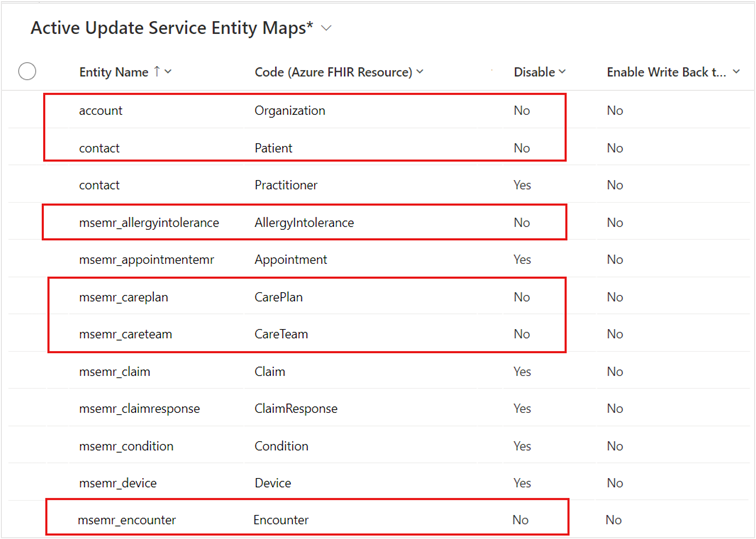 Active Update Service Entity Maps*
Entity Name ↑ Code (Azure FHIR Resource) Disable Enable Write Back t...
account Organization No No
contact Patient No No
contact Practitioner Yes No
msemr_allergyintolerance AllergyIntolerance No No
msemr_appointmentemr Appointment Yes No
msemr_careplan CarePlan No No
msemr_careteam CareTeam No No
msemr_claim Claim Yes No
msemr_claimresponse ClaimResponse Yes No
msemr_condition Condition Yes No
msemr_device Device Yes No
msemr_encounter Encounter No No